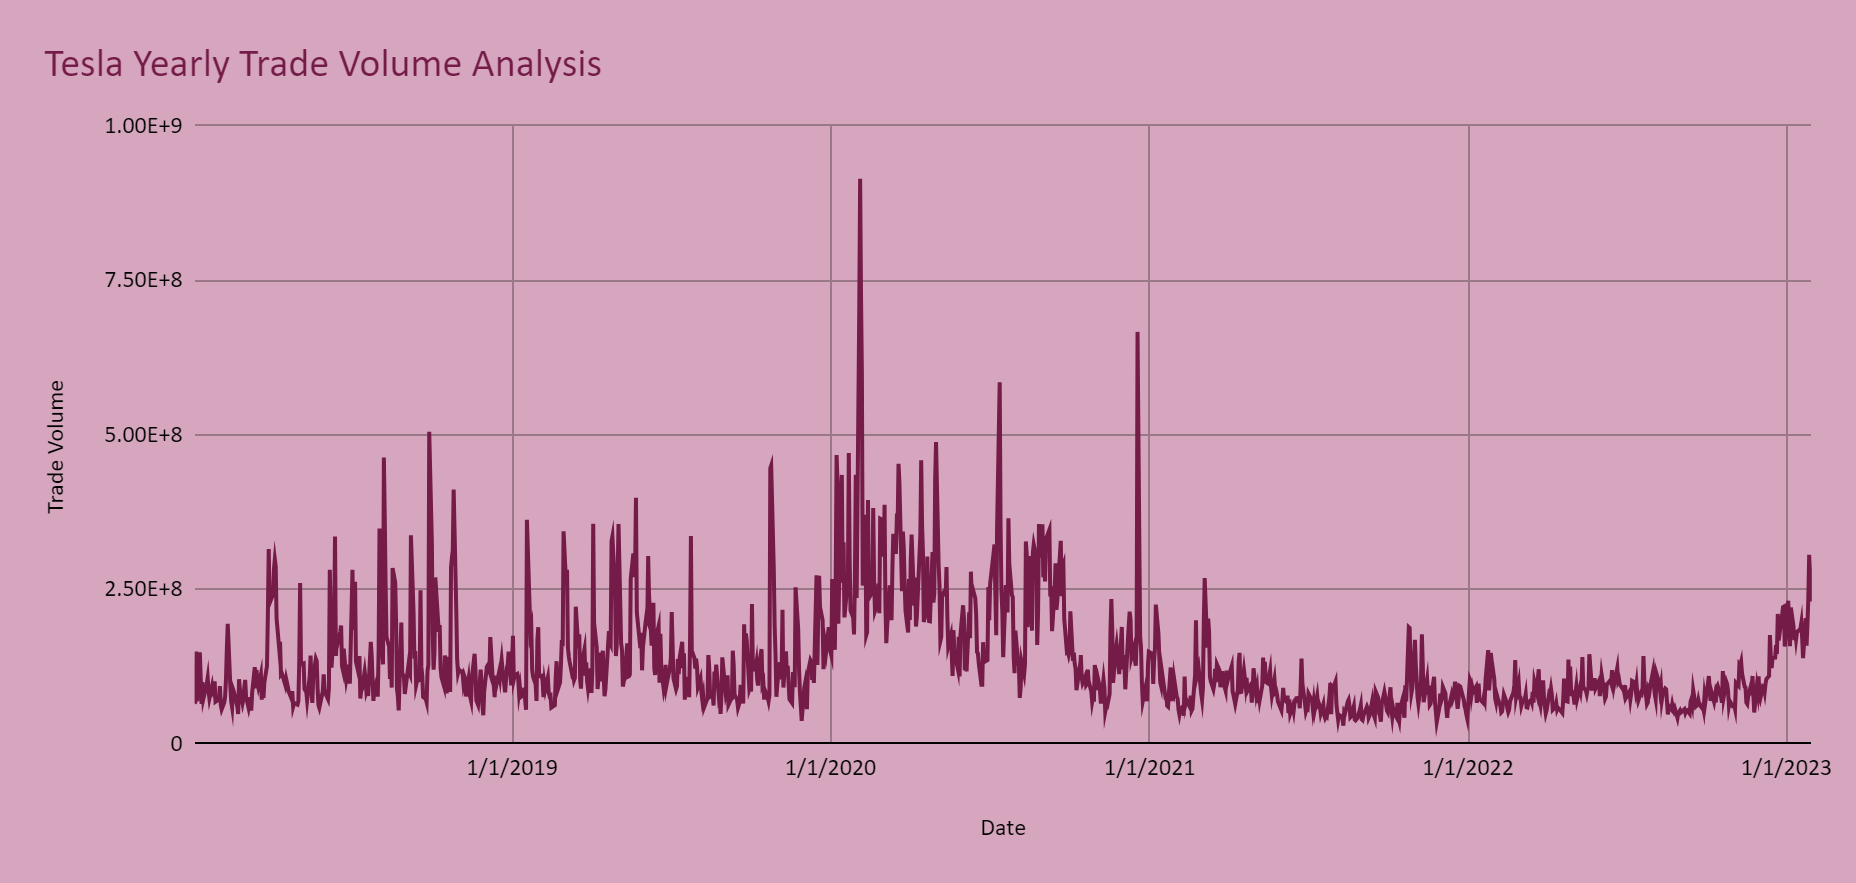 Tesla Yearly Trade Volume Analysis
1.00E+9
7.50E+8
5.00E+8
2.50E+8
0
Trade Volume
1/1/2019
1/1/2020
1/1/2021
1/1/2022
1/1/2023
Date